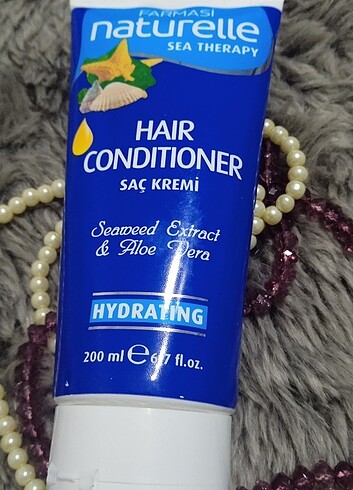 FARMASİ
naturelle
SEA THERAPY
HAIR
CONDITIONER
SAÇ KREMİ
Seaweed Extract
& Aloe Vera
HYDRATING
200 ml ℮ 6,7 fl.oz.